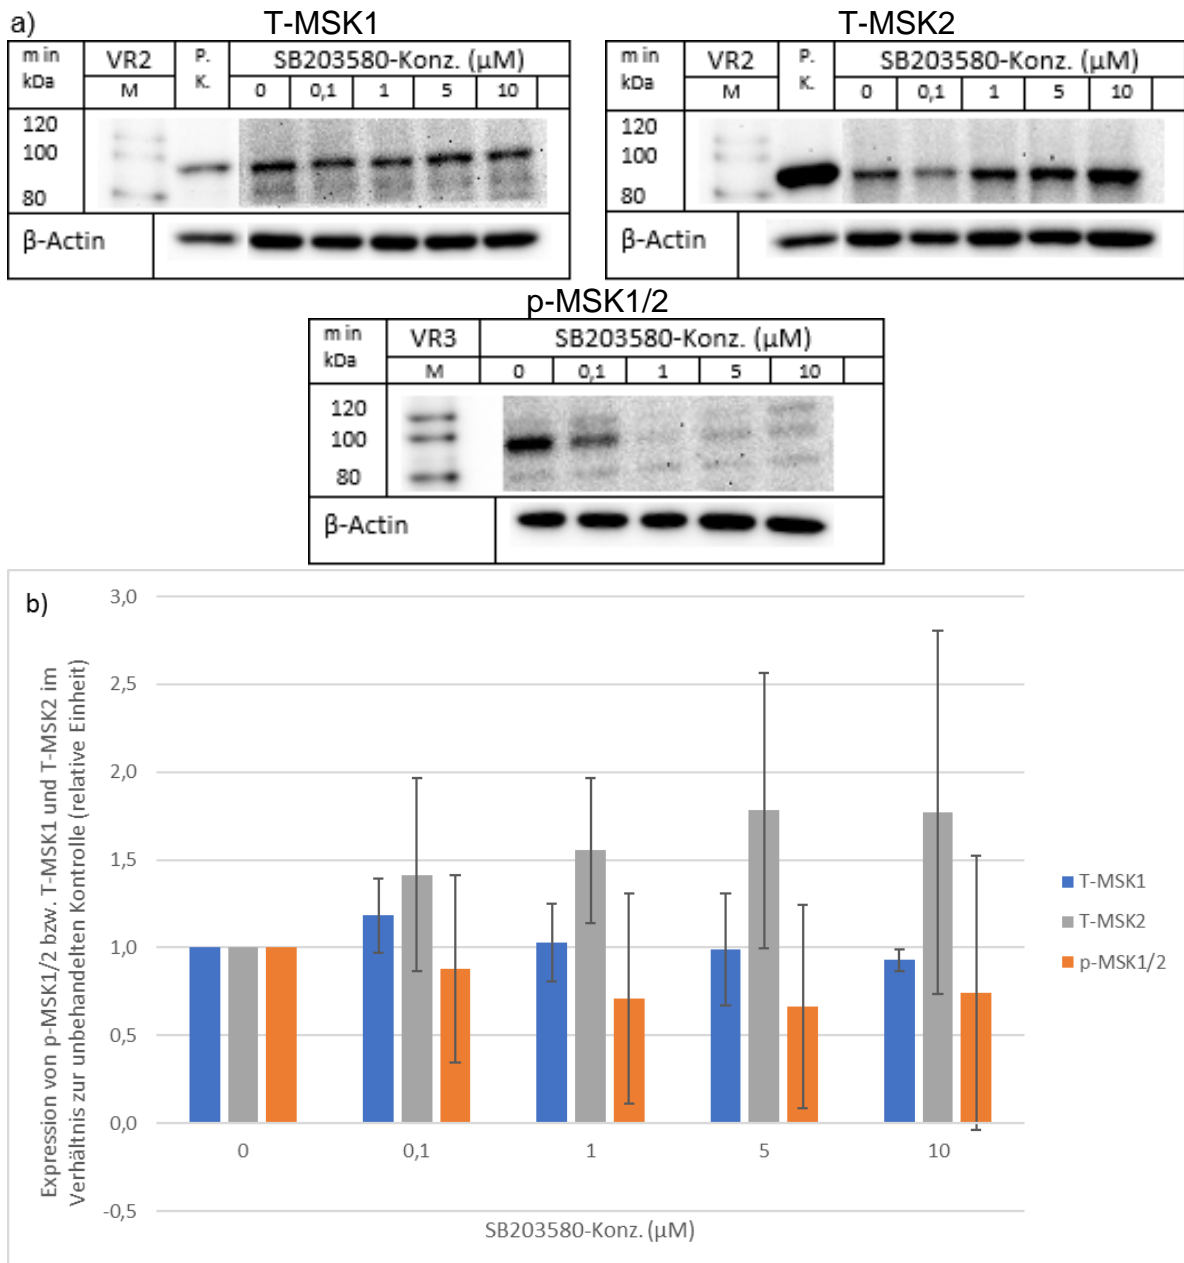 a)
T-MSK1
m in kDa VR2 P. K. SB203580-Konz. (µM)
M 0 0,1 1 5 10
120
100
80
β-Actin
T-MSK2
m in kDa VR2 P. K. SB203580-Konz. (µM)
M 0 0,1 1 5 10
120
100
80
β-Actin
p-MSK1/2
m in kDa VR3 SB203580-Konz. (µM)
M 0 0,1 1 5 10
120
100
80
β-Actin
b)
Expression von p-MSK1/2 bzw. T-MSK1 und T-MSK2 im
Verhältnis zur unbehandelten Kontrolle (relative Einheit)
3,0
2,5
2,0
1,5
1,0
0,5
0,0
-0,5
0 0,1 1 5 10
SB203580-Konz. (µM)
T-MSK1
T-MSK2
p-MSK1/2